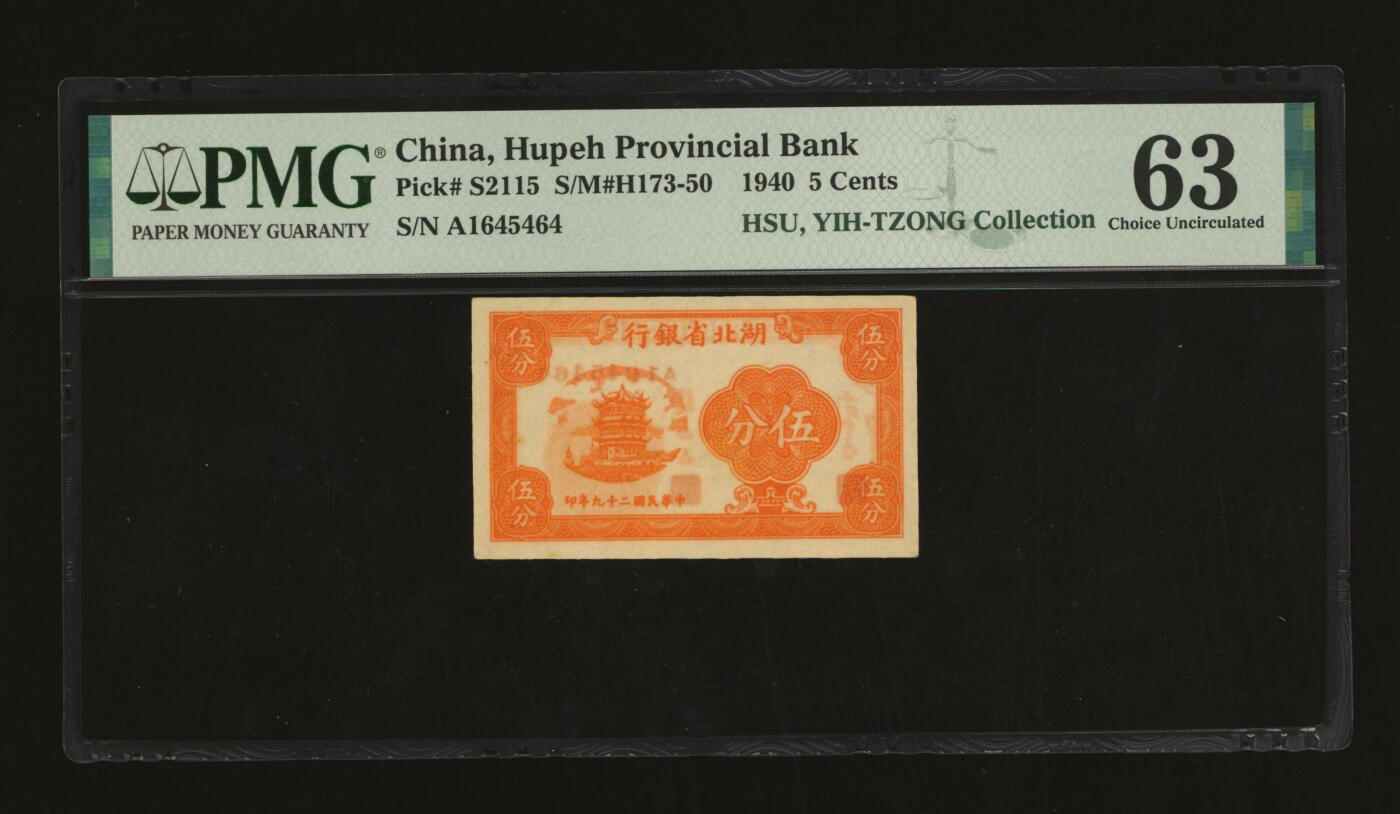 PMG®
PAPER MONEY GUARANTY
China, Hupeh Provincial Bank
Pick# S2115 S/M#H173-50 1940 5 Cents
S/N A1645464
HSU, YIH-TZONG Collection
63
Choice Uncirculated
行銀省北湖
伍分
伍分
分伍
印年九十二國民華中
伍分
伍分